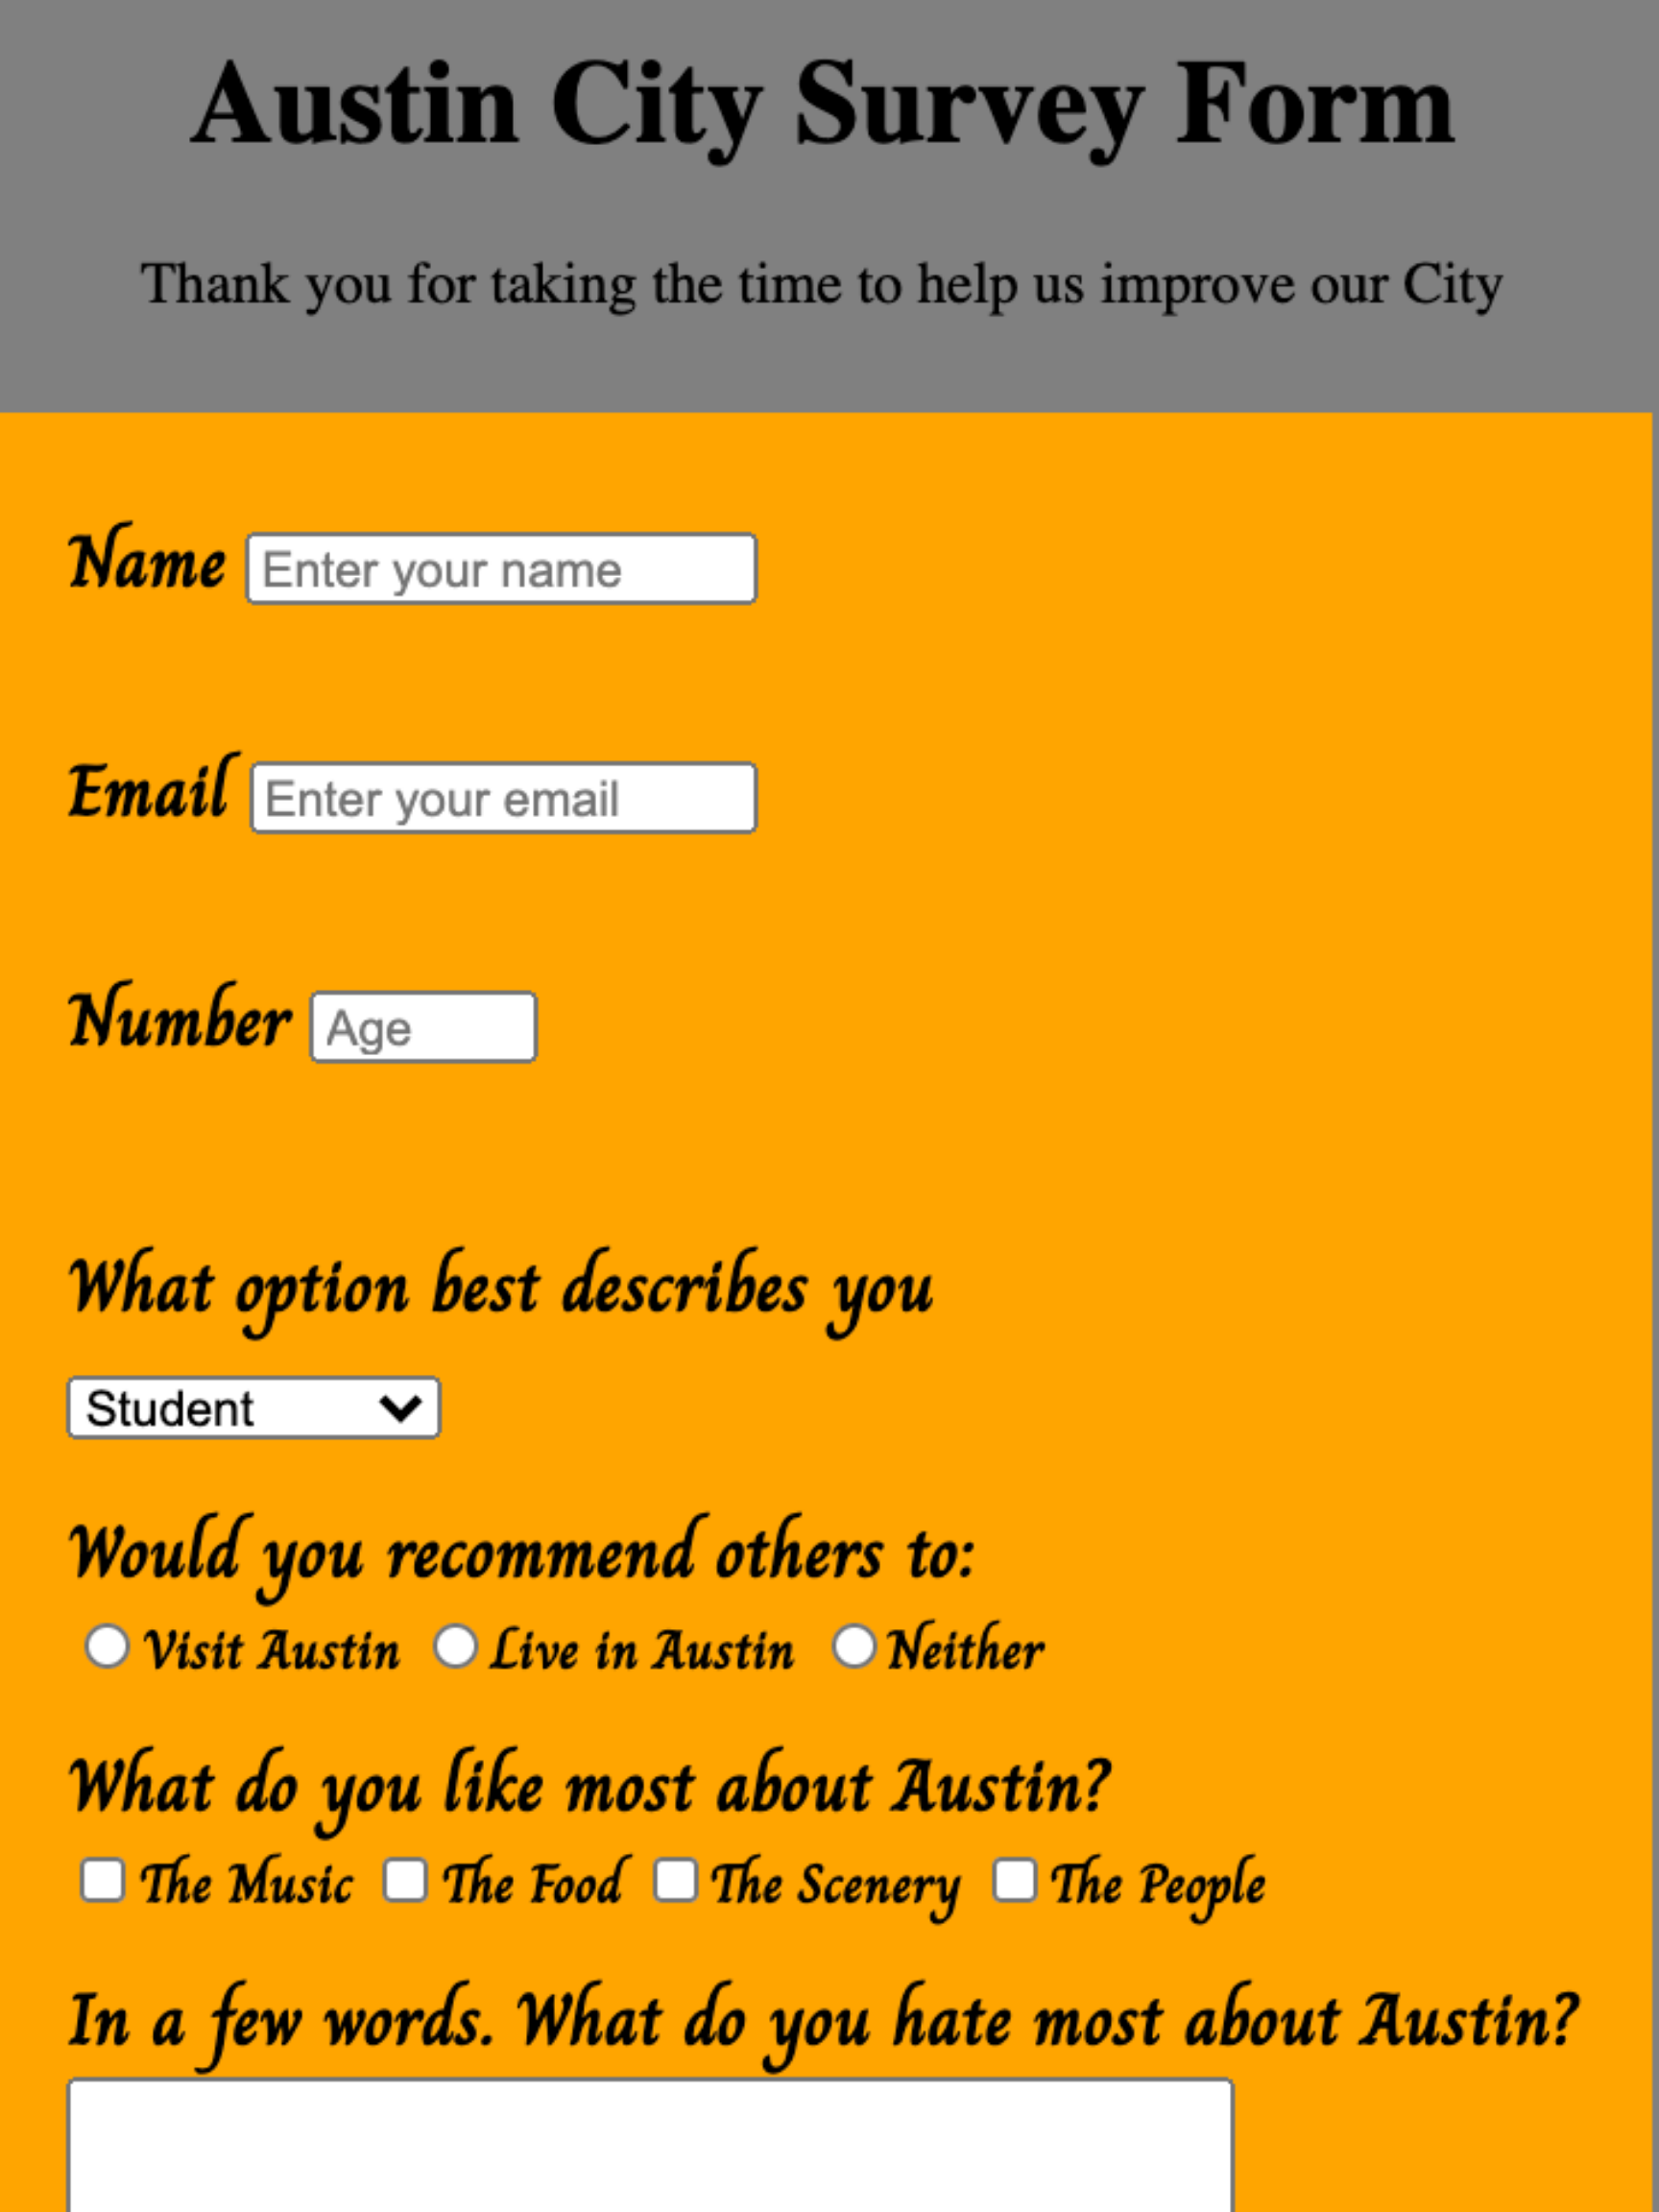 Austin City Survey Form
Thank you for taking the time to help us improve our City
Name Enter your name
Email Enter your email
Number Age
What option best describes you
Student
Would you recommend others to:
Visit Austin Live in Austin Neither
What do you like most about Austin?
The Music The Food The Scenery The People
In a few words. What do you hate most about Austin?